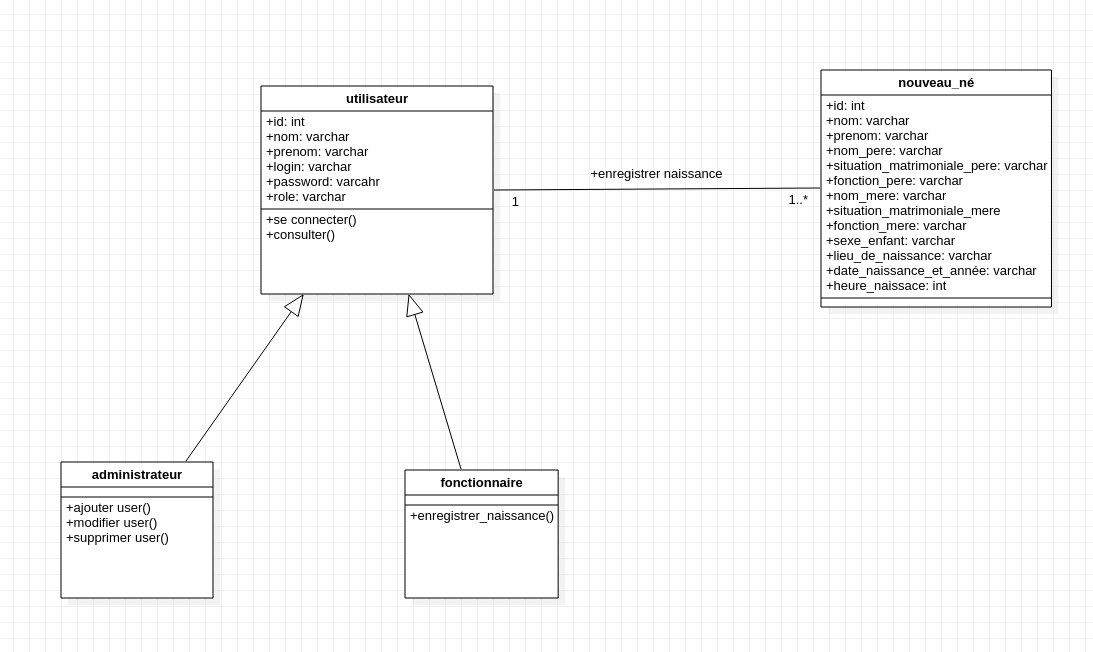 utilisateur
+id: int
+nom: varchar
+prenom: varchar
+login: varchar
+password: varcahr
+role: varchar
+se connecter()
+consulter()
+enregistrer naissance
1
1..*
nouveau_né
+id: int
+nom: varchar
+prenom: varchar
+nom_pere: varchar
+situation_matrimoniale_pere: varchar
+fonction_pere: varchar
+nom_mere: varchar
+situation_matrimoniale_mere
+fonction_mere: varchar
+sexe_enfant: varchar
+lieu_de_naissance: varchar
+date_naissance_et_année: varchar
+heure_naissace: int
administrateur
+ajouter user()
+modifier user()
+supprimer user()
fonctionnaire
+enregistrer_naissance()